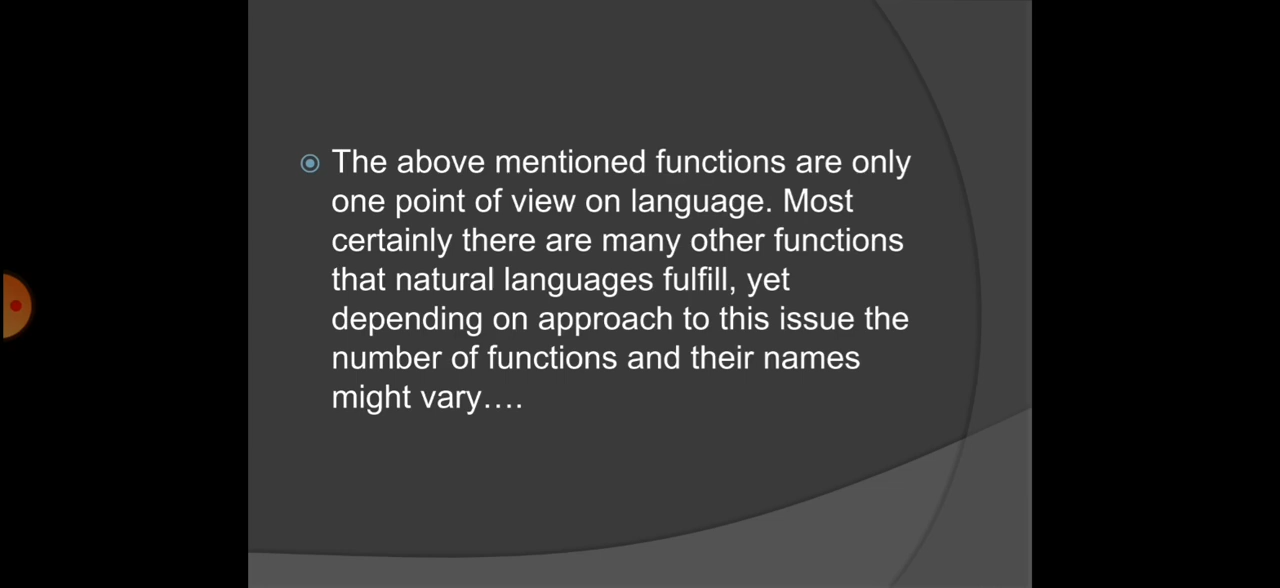 The above mentioned functions are only
one point of view on language. Most
certainly there are many other functions
that natural languages fulfill, yet
depending on approach to this issue the
number of functions and their names
might vary….